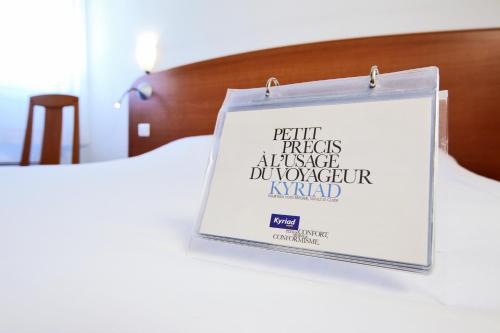 PETIT
PRÉCIS
À L'USAGE
DU VOYAGEUR
KYRIAD
Kyriad
CONFORT,
CONFORMISME.